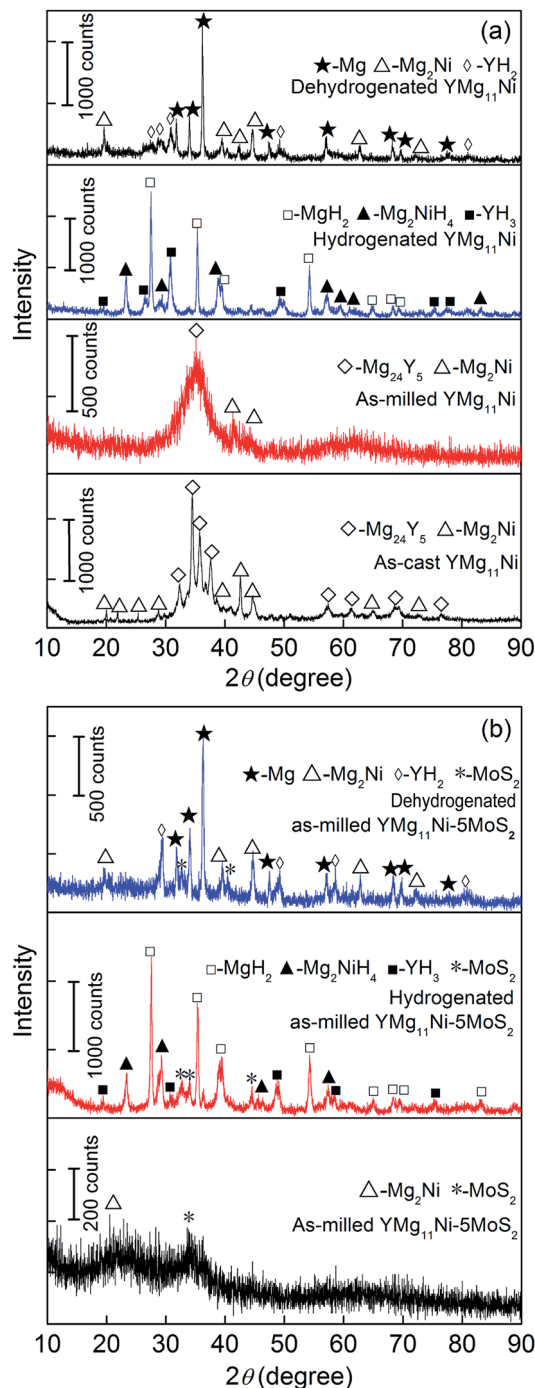 (a)
1000 counts
★-Mg △-Mg₂Ni ◊-YH₂
Dehydrogenated YMg₁₁Ni
1000 counts
□-MgH₂ ▲-Mg₂NiH₄ ■-YH₃
Hydrogenated YMg₁₁Ni
500 counts
◇-Mg₂₄Y₅ △-Mg₂Ni
As-milled YMg₁₁Ni
1000 counts
◇-Mg₂₄Y₅ △-Mg₂Ni
As-cast YMg₁₁Ni
Intensity
10 20 30 40 50 60 70 80 90
2θ (degree)
(b)
500 counts
★-Mg △-Mg₂Ni ◊-YH₂ *-MoS₂
Dehydrogenated
as-milled YMg₁₁Ni-5MoS₂
1000 counts
□-MgH₂ ▲-Mg₂NiH₄ ■-YH₃ *-MoS₂
Hydrogenated
as-milled YMg₁₁Ni-5MoS₂
200 counts
△-Mg₂Ni *-MoS₂
As-milled YMg₁₁Ni-5MoS₂
Intensity
10 20 30 40 50 60 70 80 90
2θ (degree)